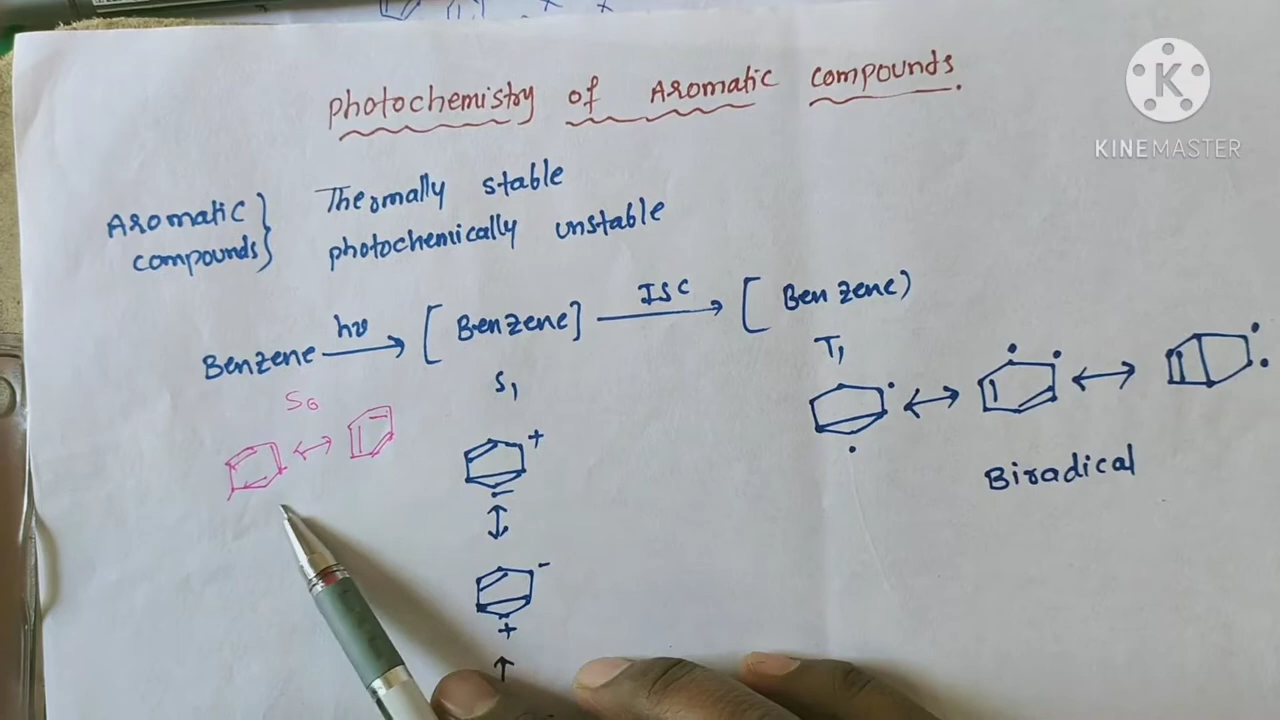 photochemistry of Aromatic compounds.
Aromatic compounds} Thermally stable
photochemically unstable
Benzene hν → [Benzene] ISC → [Benzene)
S0 S1 T1
+ −
− +
Biradical
K
KINEMASTER